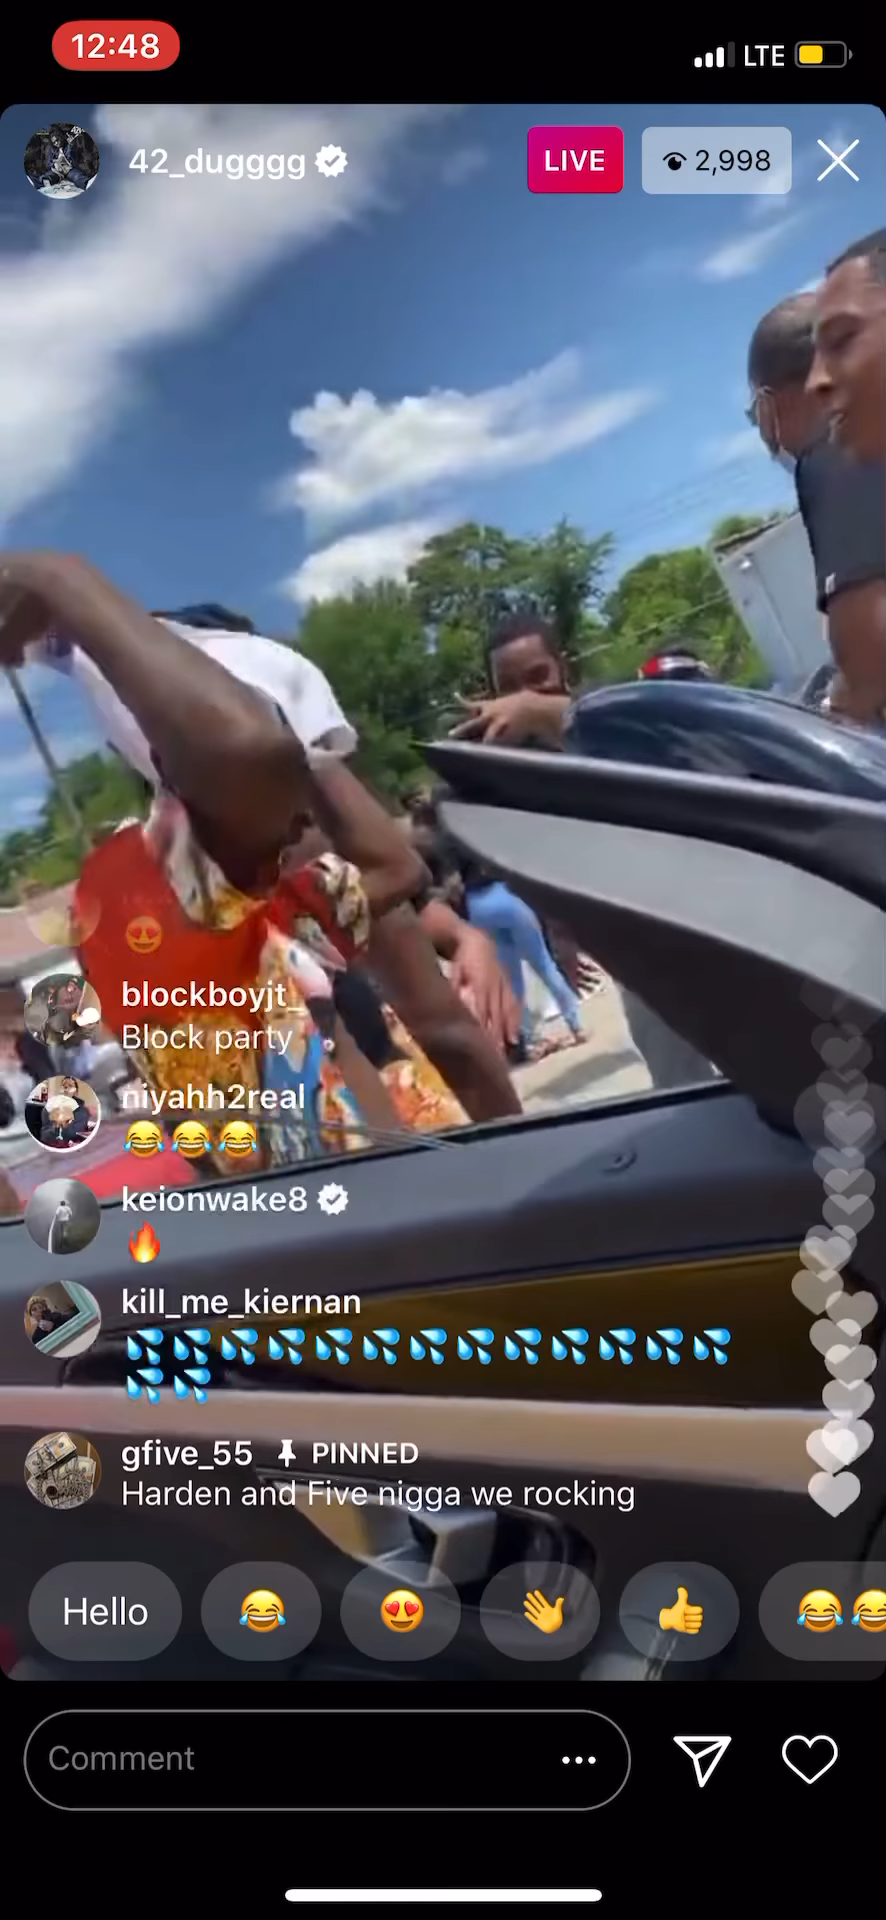 12:48
LTE
42_dugggg
LIVE
2,998
😍
blockboyjt_
Block party
niyahh2real
😂😂😂
keionwake8
🔥
kill_me_kiernan
💦💦💦💦💦💦💦💦💦💦💦💦💦
💦💦
gfive_55 📌 PINNED
Harden and Five nigga we rocking
Hello 😂 😍 👋 👍 😂😂
Comment